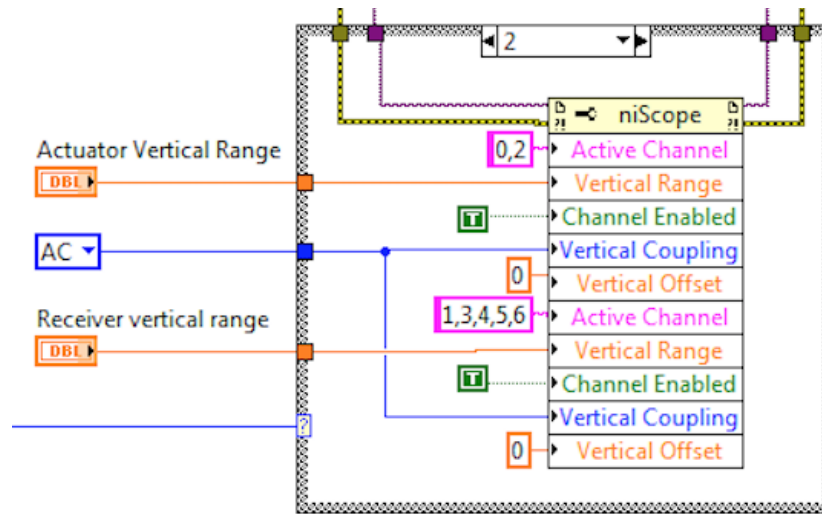 2
niScope
Actuator Vertical Range
0,2
Active Channel
DBL
Vertical Range
T
Channel Enabled
AC
Vertical Coupling
0
Vertical Offset
Receiver vertical range
1,3,4,5,6
Active Channel
DBL
Vertical Range
T
Channel Enabled
Vertical Coupling
?
0
Vertical Offset